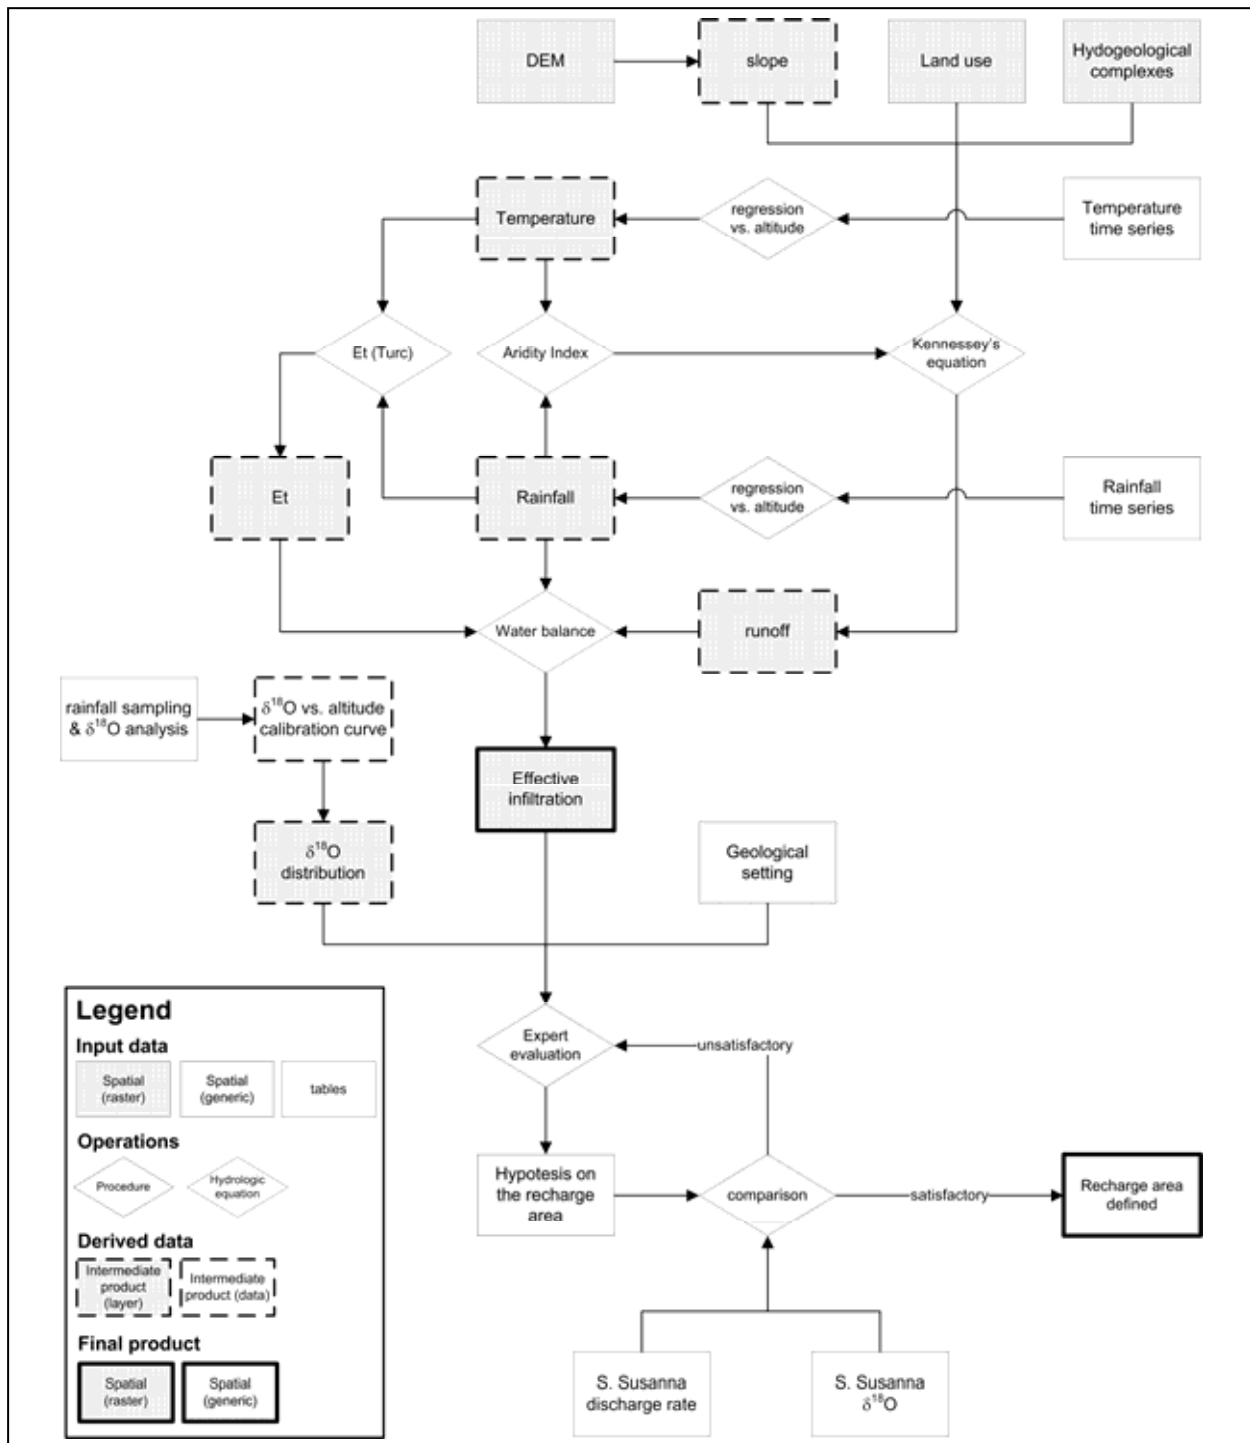 DEM
slope
Land use
Hydogeological
complexes
Temperature
regression
vs. altitude
Temperature
time series
Et (Turc)
Aridity Index
Kennessey's
equation
Et
Rainfall
regression
vs. altitude
Rainfall
time series
Water balance
runoff
rainfall sampling
& δ¹⁸O analysis
δ¹⁸O vs. altitude
calibration curve
Effective
infiltration
δ¹⁸O
distribution
Geological
setting
Expert
evaluation
unsatisfactory
Hypotesis on
the recharge
area
comparison
satisfactory
Recharge area
defined
S. Susanna
discharge rate
S. Susanna
δ¹⁸O
Legend
Input data
Spatial
(raster)
Spatial
(generic)
tables
Operations
Procedure
Hydrologic
equation
Derived data
Intermediate
product
(layer)
Intermediate
product (data)
Final product
Spatial
(raster)
Spatial
(generic)